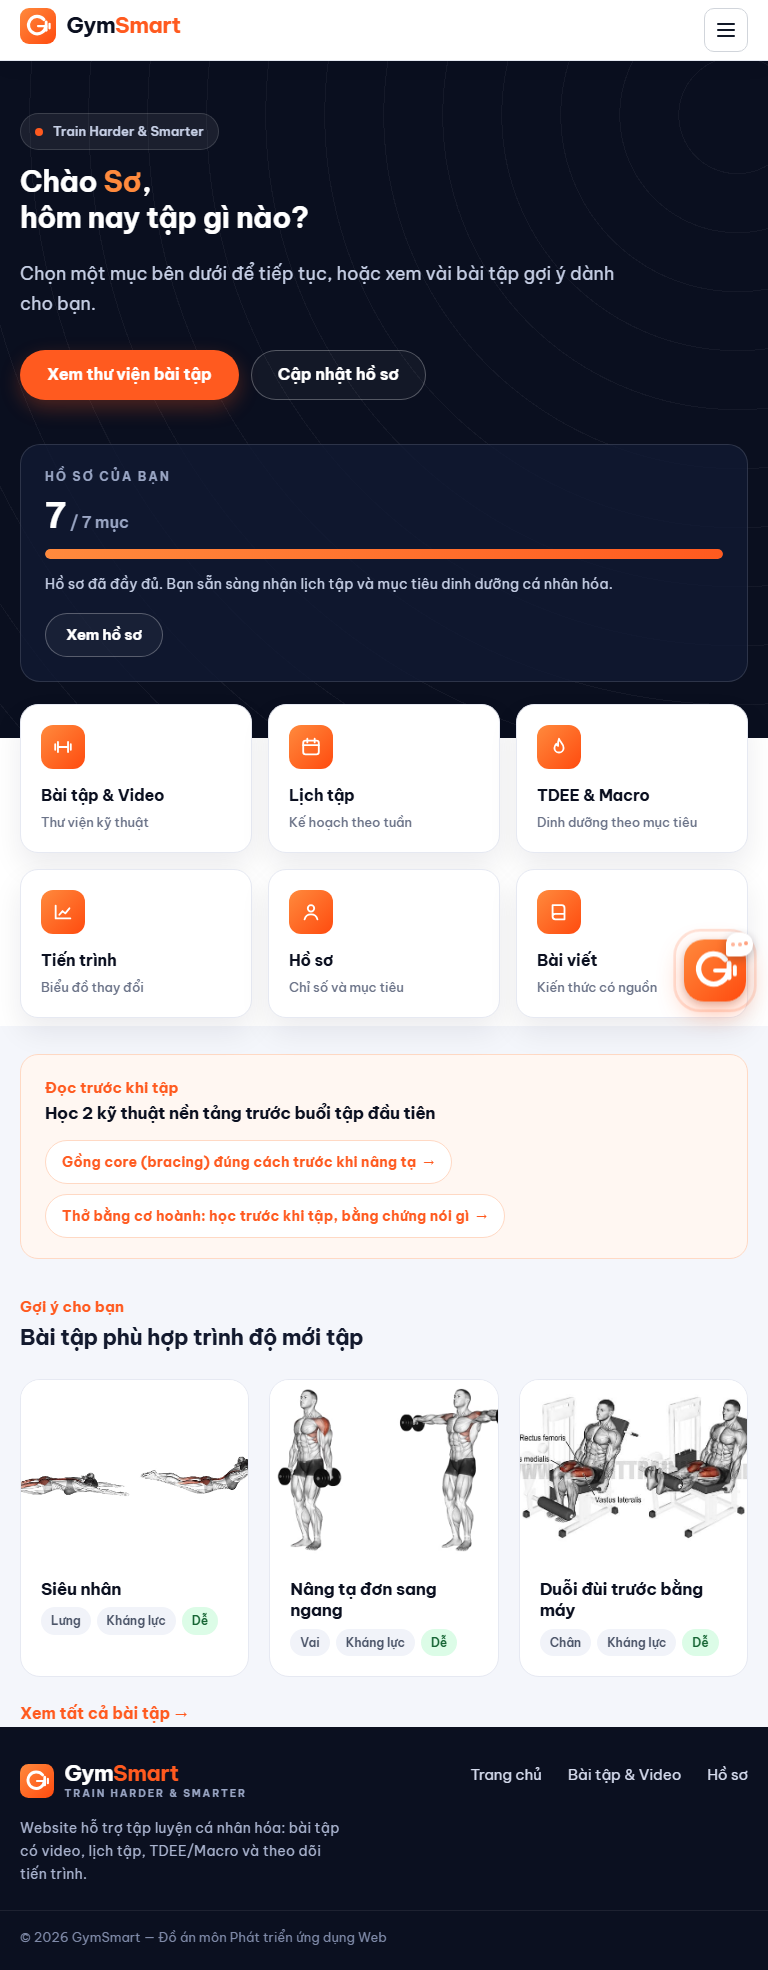 GymSmart
Train Harder & Smarter
Chào Sơ,
hôm nay tập gì nào?
Chọn một mục bên dưới để tiếp tục, hoặc xem vài bài tập gợi ý dành
cho bạn.
Xem thư viện bài tập
Cập nhật hồ sơ
HỒ SƠ CỦA BẠN
7 / 7 mục
Hồ sơ đã đầy đủ. Bạn sẵn sàng nhận lịch tập và mục tiêu dinh dưỡng cá nhân hóa.
Xem hồ sơ
Bài tập & Video
Thư viện kỹ thuật
Lịch tập
Kế hoạch theo tuần
TDEE & Macro
Dinh dưỡng theo mục tiêu
Tiến trình
Biểu đồ thay đổi
Hồ sơ
Chỉ số và mục tiêu
Bài viết
Kiến thức có nguồn
Đọc trước khi tập
Học 2 kỹ thuật nền tảng trước buổi tập đầu tiên
Gồng core (bracing) đúng cách trước khi nâng tạ →
Thở bằng cơ hoành: học trước khi tập, bằng chứng nói gì →
Gợi ý cho bạn
Bài tập phù hợp trình độ mới tập
Siêu nhân
Lưng Kháng lực Dễ
Nâng tạ đơn sang
ngang
Vai Kháng lực Dễ
Rectus femoris
s medialis
Vastus lateralis
Duỗi đùi trước bằng
máy
Chân Kháng lực Dễ
Xem tất cả bài tập →
GymSmart
TRAIN HARDER & SMARTER
Website hỗ trợ tập luyện cá nhân hóa: bài tập
có video, lịch tập, TDEE/Macro và theo dõi
tiến trình.
Trang chủ
Bài tập & Video
Hồ sơ
© 2026 GymSmart — Đồ án môn Phát triển ứng dụng Web